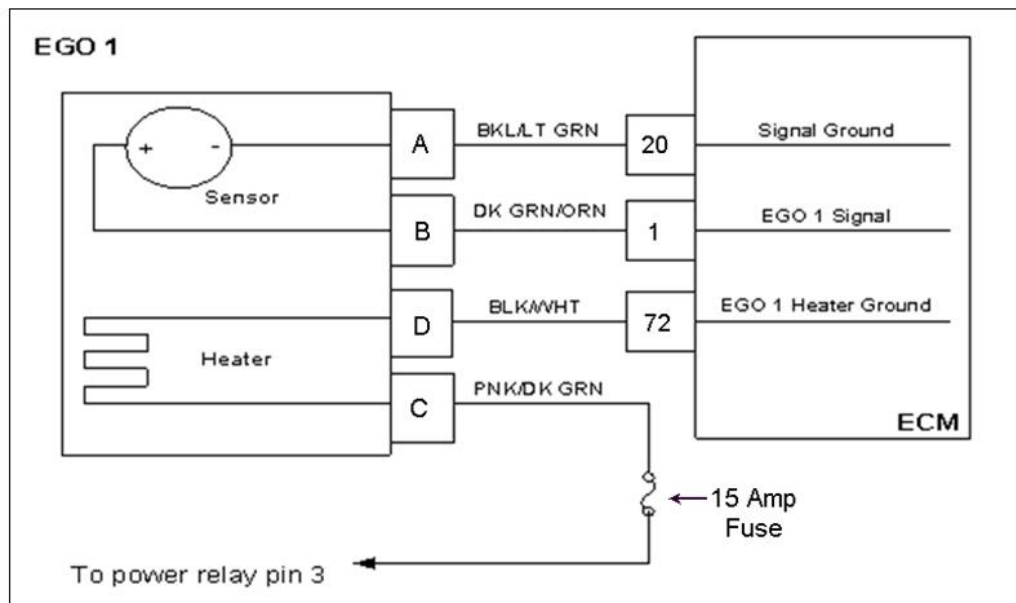 EGO 1
+ -
Sensor
Heater
A
B
D
C
BKL/LT GRN
DK GRN/ORN
BLK/WHT
PNK/DK GRN
20
1
72
Signal Ground
EGO 1 Signal
EGO 1 Heater Ground
ECM
15 Amp
Fuse
To power relay pin 3